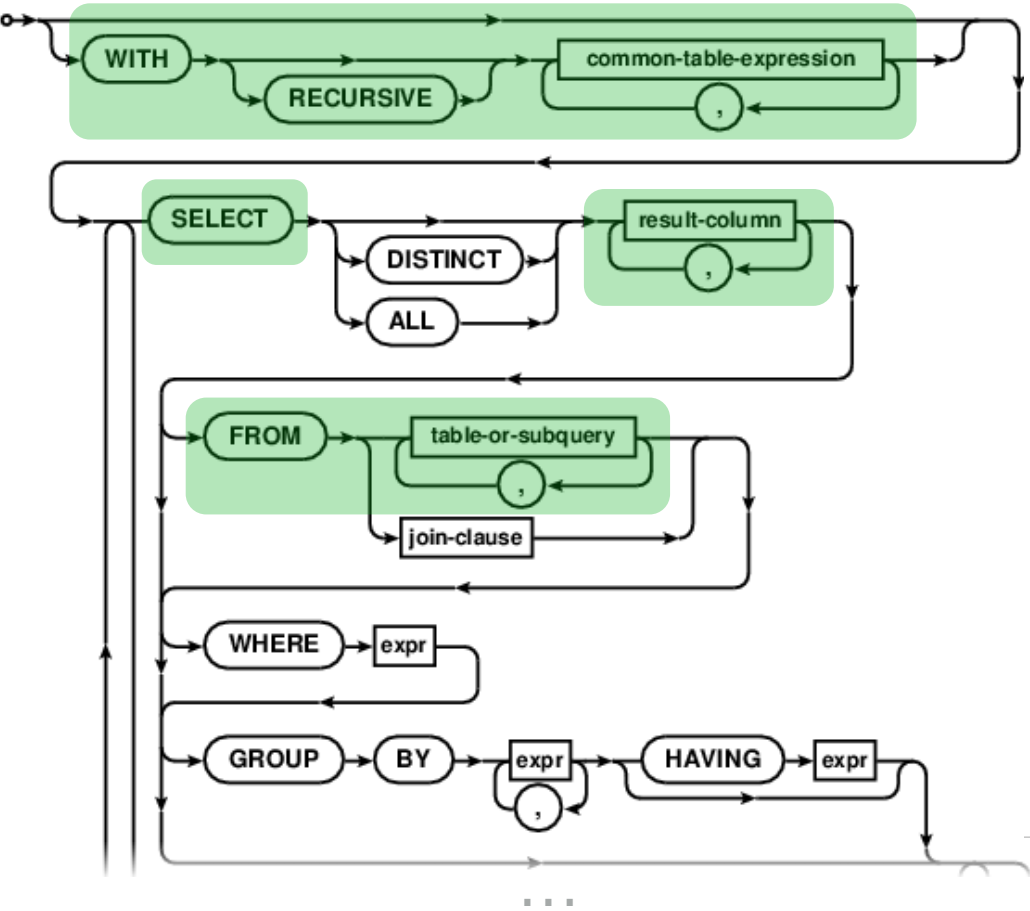 WITH
common-table-expression
RECURSIVE
,
SELECT
result-column
DISTINCT
,
ALL
FROM
table-or-subquery
,
join-clause
WHERE expr
GROUP BY expr HAVING expr
,